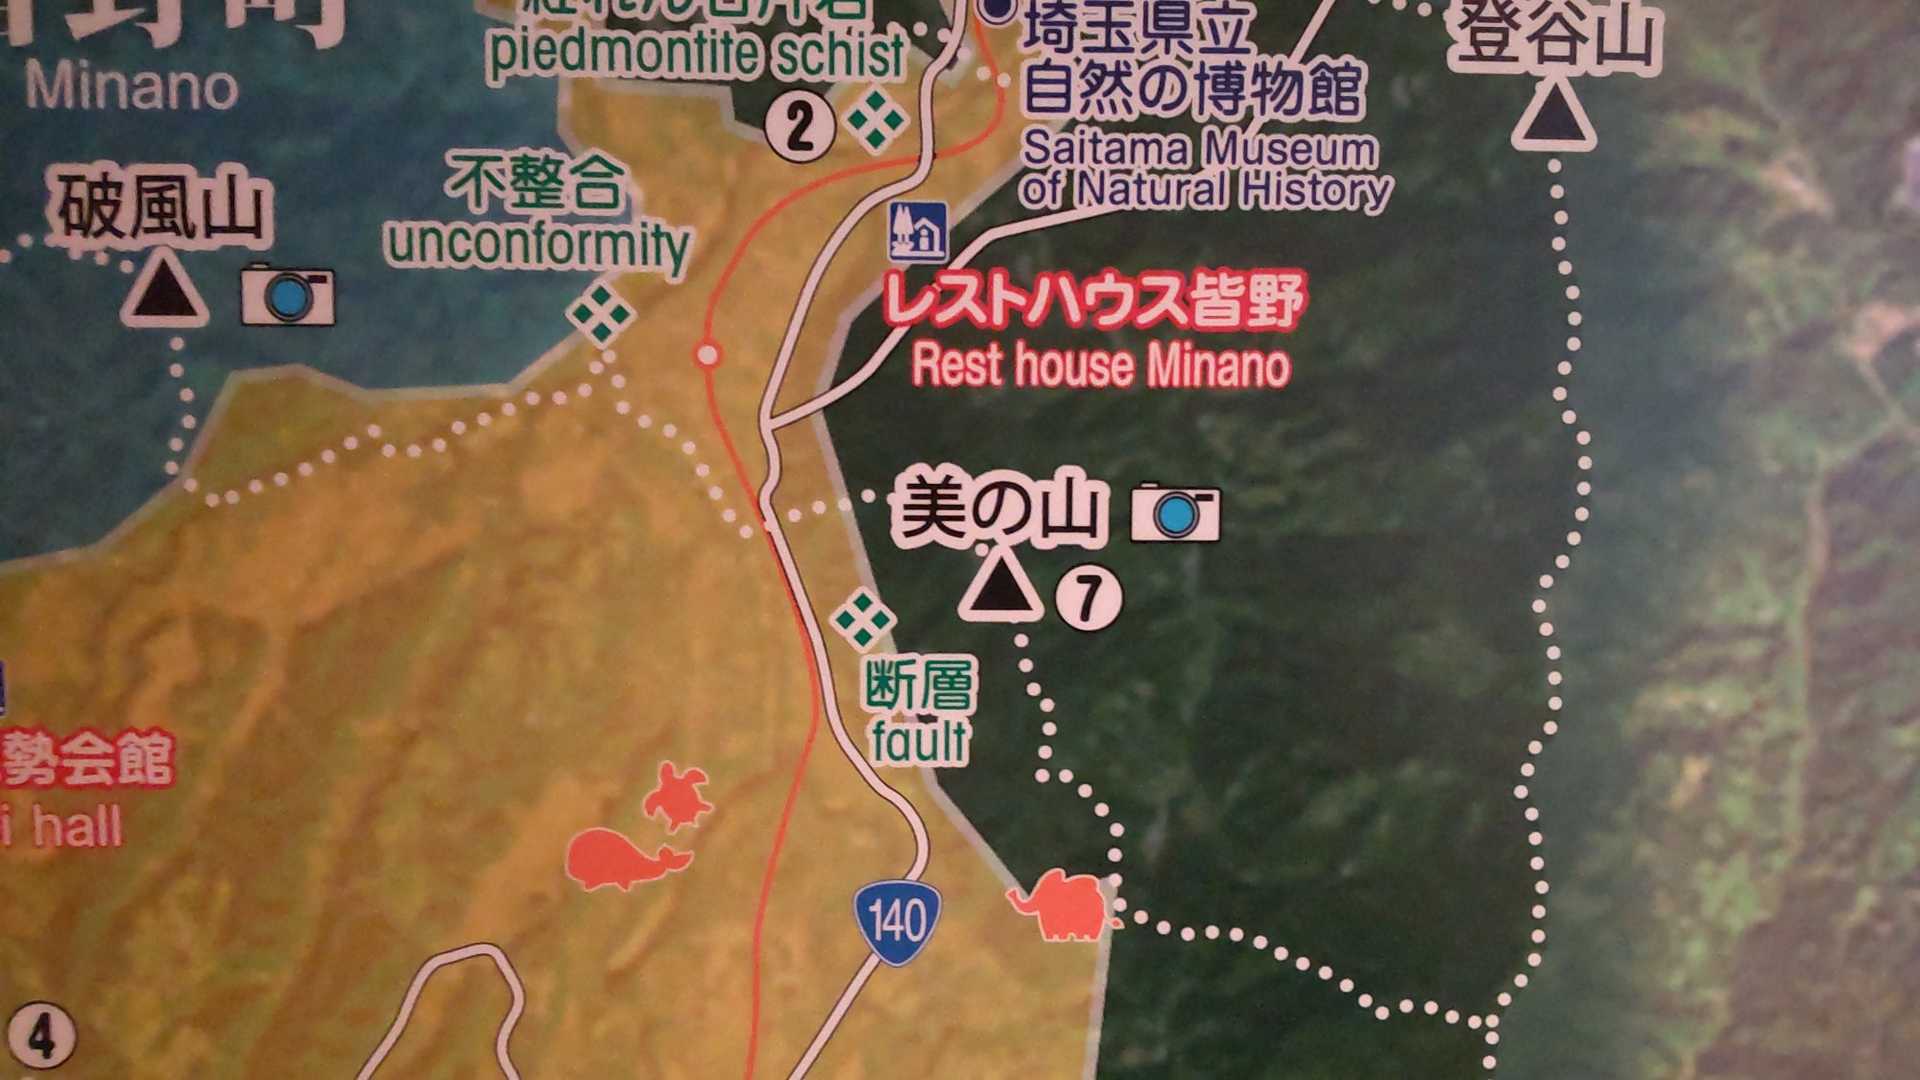 野町
Minano
piedmontite schist
2
埼玉県立
自然の博物館
Saitama Museum
of Natural History
登谷山
破風山
不整合
unconformity
レストハウス皆野
Rest house Minano
美の山
7
断層
fault
勢会館
i hall
140
4